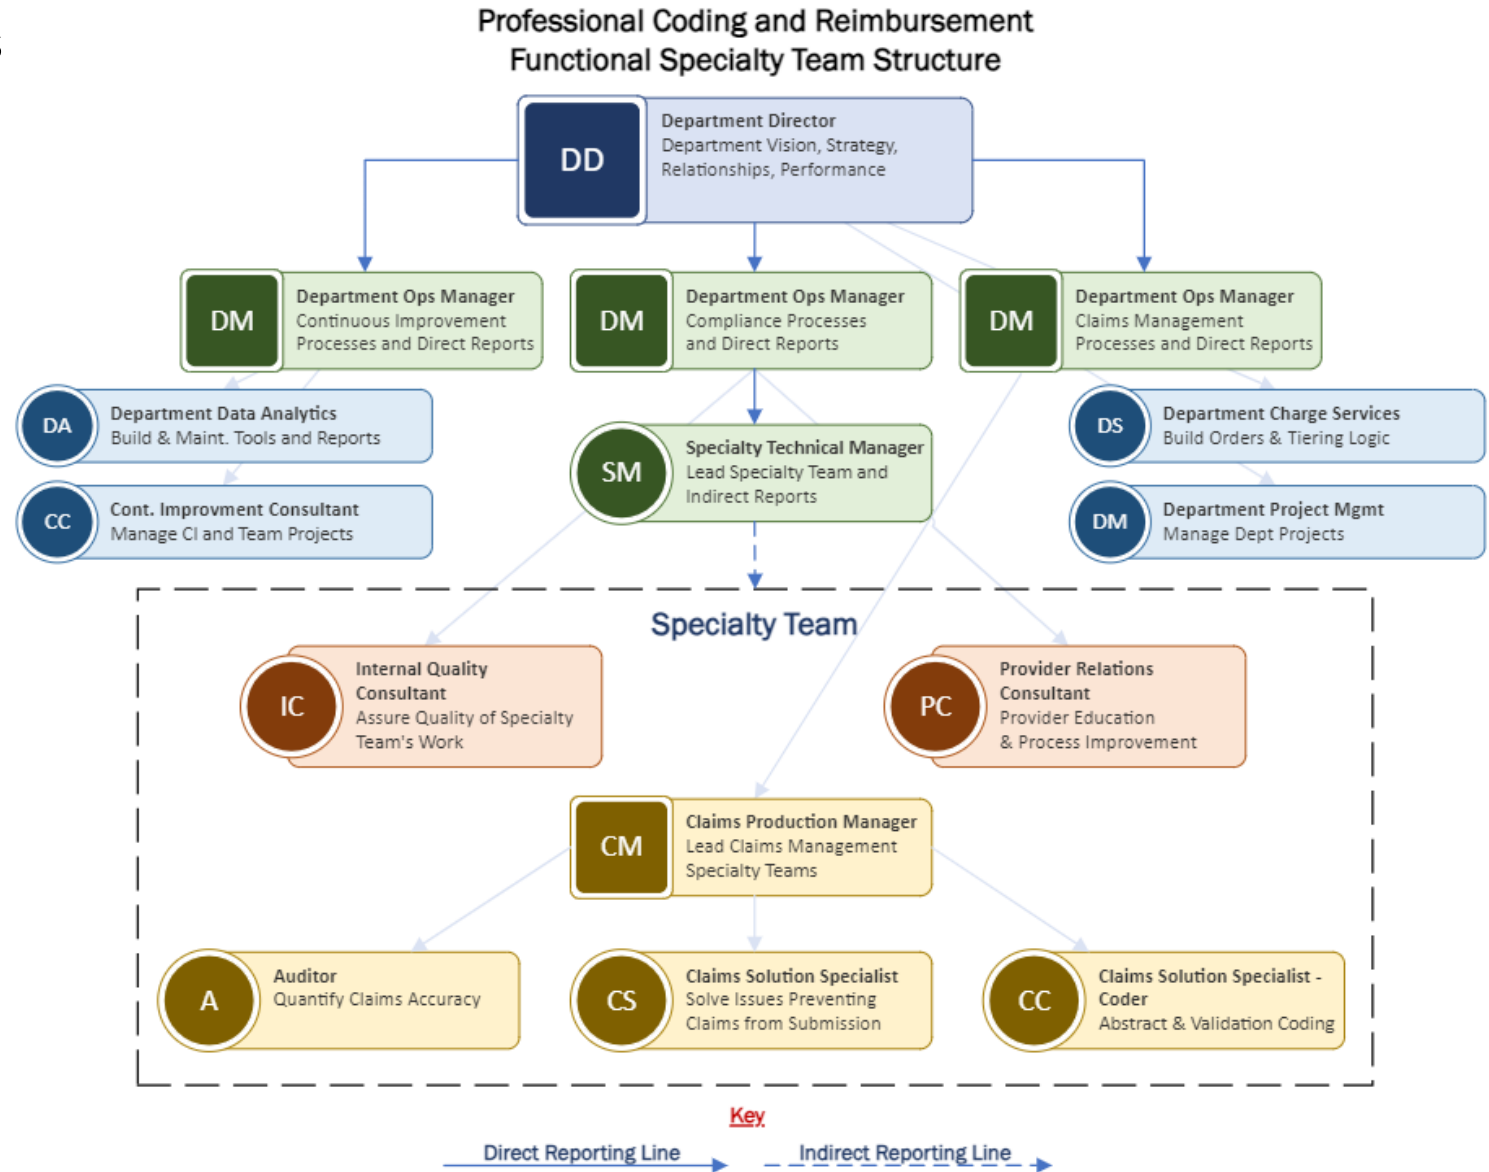 Professional Coding and Reimbursement
Functional Specialty Team Structure
DD
Department Director
Department Vision, Strategy,
Relationships, Performance
DM
Department Ops Manager
Continuous Improvement
Processes and Direct Reports
DM
Department Ops Manager
Compliance Processes
and Direct Reports
DM
Department Ops Manager
Claims Management
Processes and Direct Reports
DA
Department Data Analytics
Build & Maint. Tools and Reports
CC
Cont. Improvment Consultant
Manage CI and Team Projects
SM
Specialty Technical Manager
Lead Specialty Team and
Indirect Reports
DS
Department Charge Services
Build Orders & Tiering Logic
DM
Department Project Mgmt
Manage Dept Projects
Specialty Team
IC
Internal Quality
Consultant
Assure Quality of Specialty
Team's Work
PC
Provider Relations
Consultant
Provider Education
& Process Improvement
CM
Claims Production Manager
Lead Claims Management
Specialty Teams
A
Auditor
Quantify Claims Accuracy
CS
Claims Solution Specialist
Solve Issues Preventing
Claims from Submission
CC
Claims Solution Specialist -
Coder
Abstract & Validation Coding
Key
Direct Reporting Line
Indirect Reporting Line